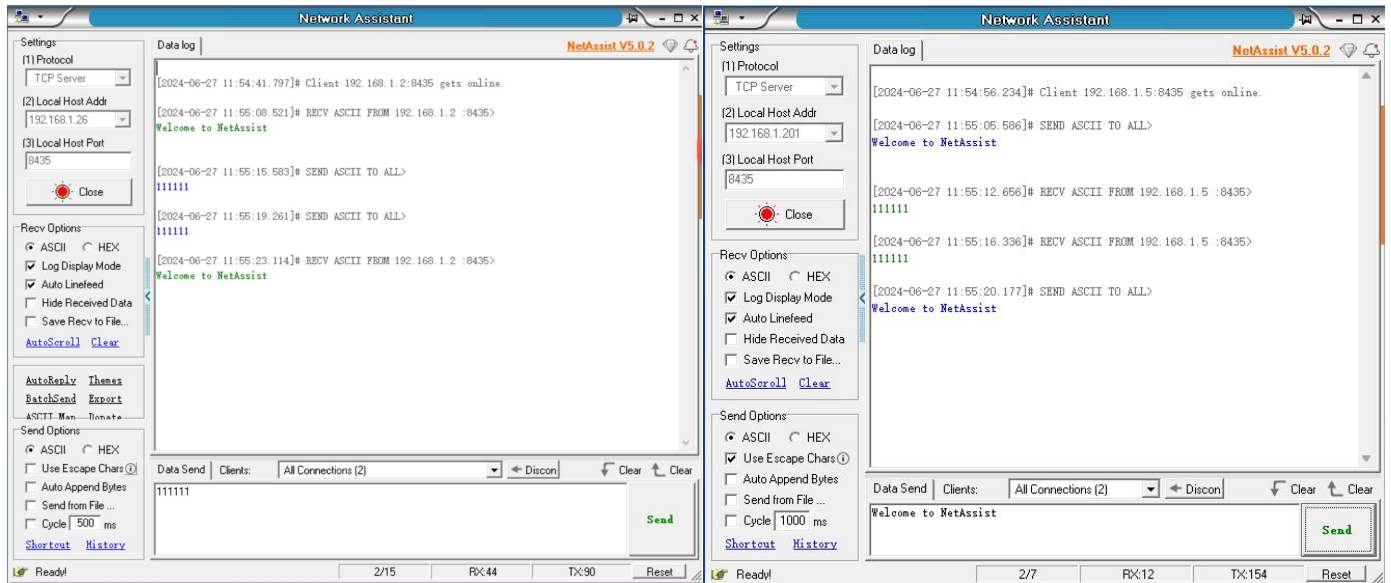 Network Assistant
Settings
(1) Protocol
TCP Server
(2) Local Host Addr
192.168.1.26
(3) Local Host Port
8435
Close
Recv Options
ASCII HEX
Log Display Mode
Auto Linefeed
Hide Received Data
Save Recv to File...
AutoScroll Clear
AutoReply Themes
BatchSend Export
ASCII Map Donate
Send Options
ASCII HEX
Use Escape Chars
Auto Append Bytes
Send from File ...
Cycle 500 ms
Shortcut History
Data log
NetAssist V5.0.2
[2024-06-27 11:54:41.797]# Client 192.168.1.2:8435 gets online.
[2024-06-27 11:55:08.521]# RECV ASCII FROM 192.168.1.2 :8435>
Welcome to NetAssist
[2024-06-27 11:55:15.583]# SEND ASCII TO ALL>
111111
[2024-06-27 11:55:19.261]# SEND ASCII TO ALL>
111111
[2024-06-27 11:55:23.114]# RECV ASCII FROM 192.168.1.2 :8435>
Welcome to NetAssist
Data Send Clients: All Connections (2) Discon Clear Clear
111111
Send
Ready! 2/15 RX:44 TX:90 Reset
Network Assistant
Settings
(1) Protocol
TCP Server
(2) Local Host Addr
192.168.1.201
(3) Local Host Port
8435
Close
Recv Options
ASCII HEX
Log Display Mode
Auto Linefeed
Hide Received Data
Save Recv to File...
AutoScroll Clear
Send Options
ASCII HEX
Use Escape Chars
Auto Append Bytes
Send from File ...
Cycle 1000 ms
Shortcut History
Data log
NetAssist V5.0.2
[2024-06-27 11:54:56.234]# Client 192.168.1.5:8435 gets online.
[2024-06-27 11:55:05.586]# SEND ASCII TO ALL>
Welcome to NetAssist
[2024-06-27 11:55:12.656]# RECV ASCII FROM 192.168.1.5 :8435>
111111
[2024-06-27 11:55:16.336]# RECV ASCII FROM 192.168.1.5 :8435>
111111
[2024-06-27 11:55:20.177]# SEND ASCII TO ALL>
Welcome to NetAssist
Data Send Clients: All Connections (2) Discon Clear Clear
Welcome to NetAssist
Send
Ready! 2/7 RX:12 TX:154 Reset